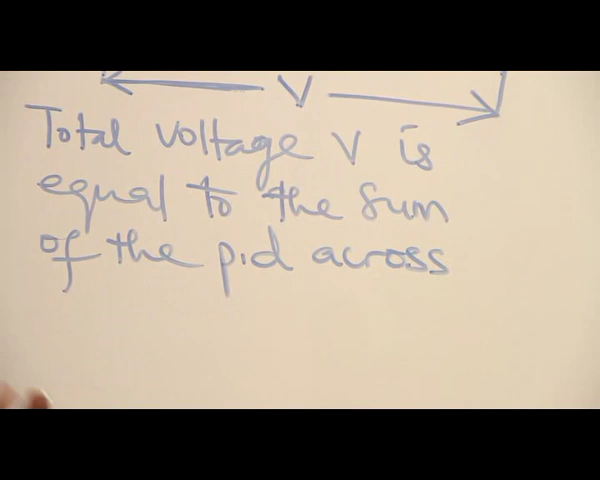 V
Total voltage V is
equal to the sum
of the p.d across